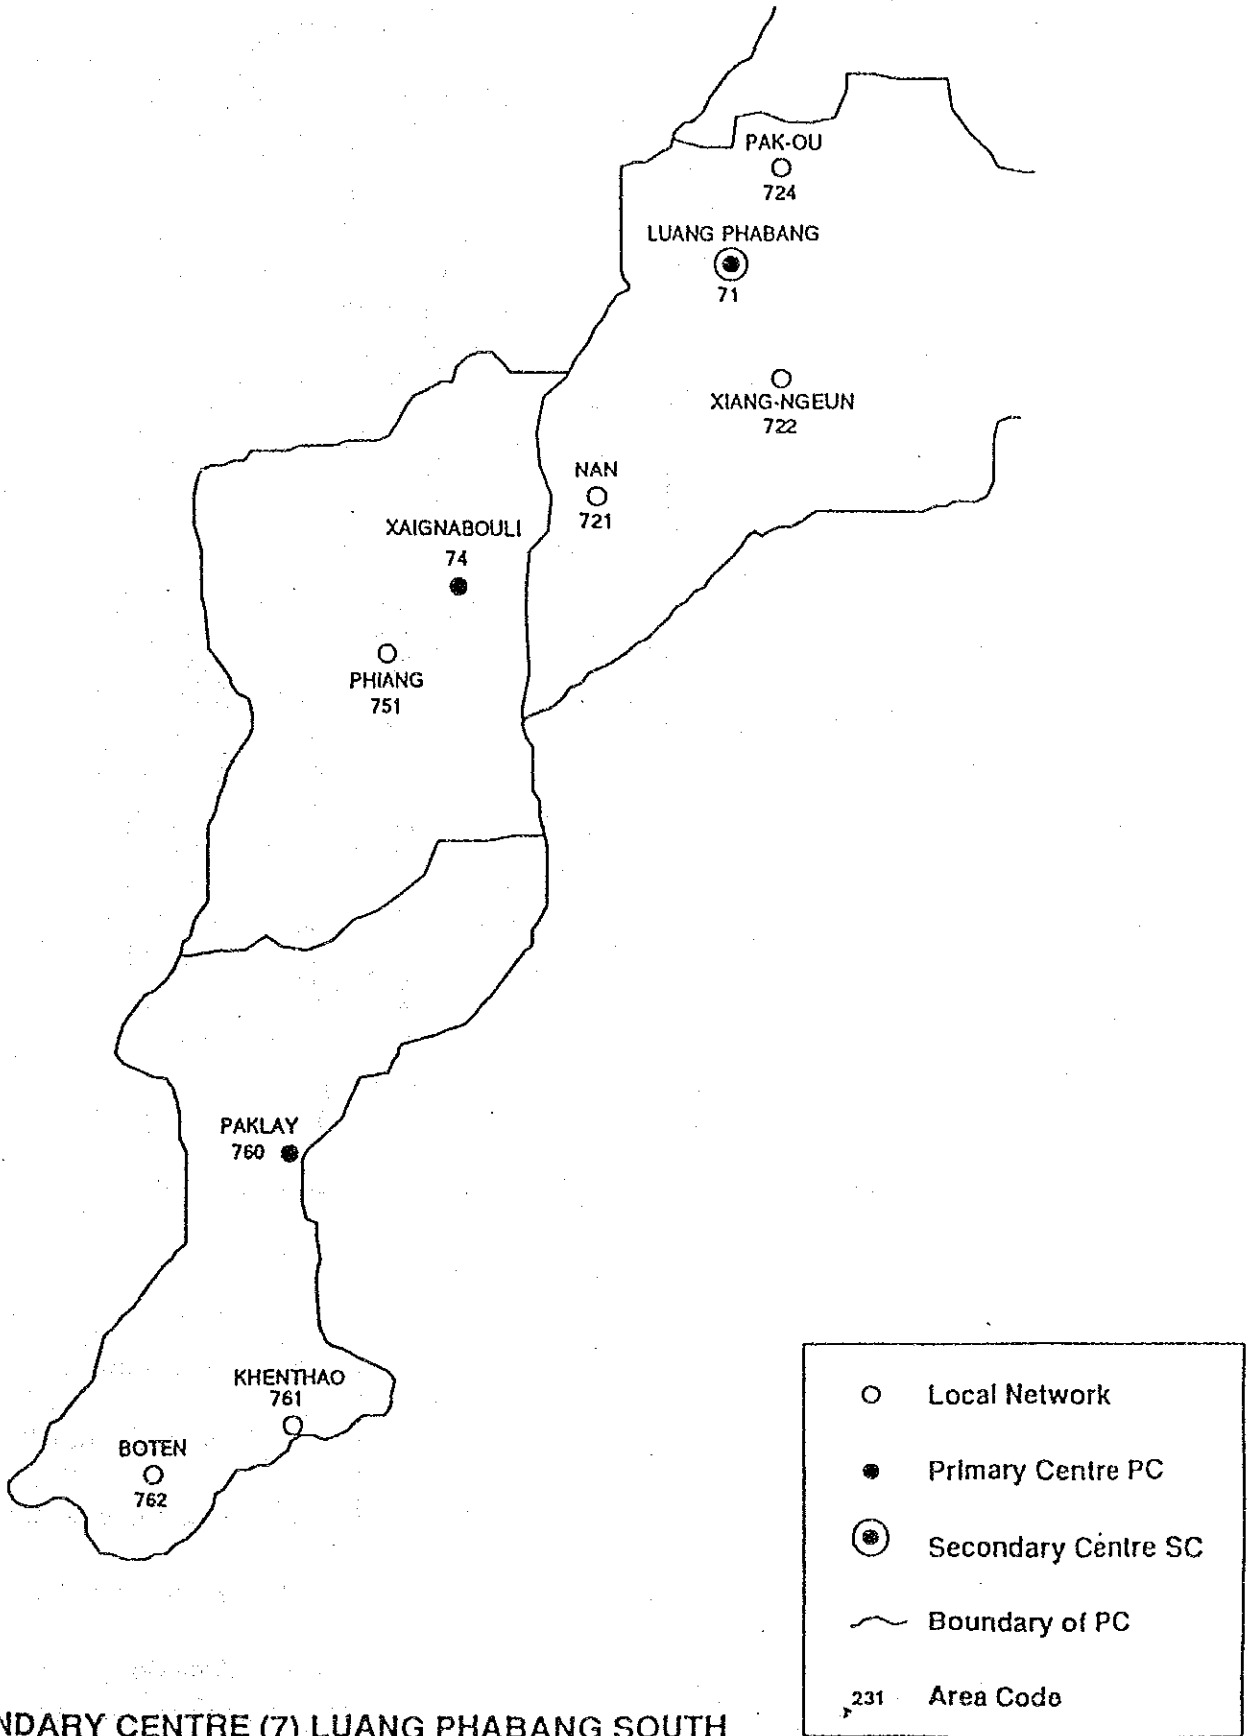 PAK-OU
724
LUANG PHABANG
71
XIANG-NGEUN
722
NAN
721
XAIGNABOULI
74
PHIANG
751
PAKLAY
760
KHENTHAO
761
BOTEN
762
Local Network
Primary Centre PC
Secondary Centre SC
Boundary of PC
231 Area Code
NDARY CENTRE (7) LUANG PHABANG SOUTH